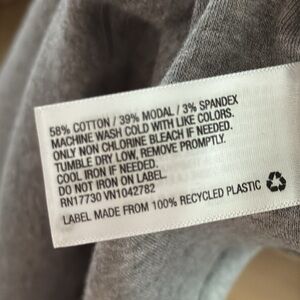 58% COTTON / 39% MODAL / 3% SPANDEX
MACHINE WASH COLD WITH LIKE COLORS.
ONLY NON CHLORINE BLEACH IF NEEDED.
TUMBLE DRY LOW, REMOVE PROMPTLY.
COOL IRON IF NEEDED.
DO NOT IRON ON LABEL.
RN17730 VN1042782
LABEL MADE FROM 100% RECYCLED PLASTIC